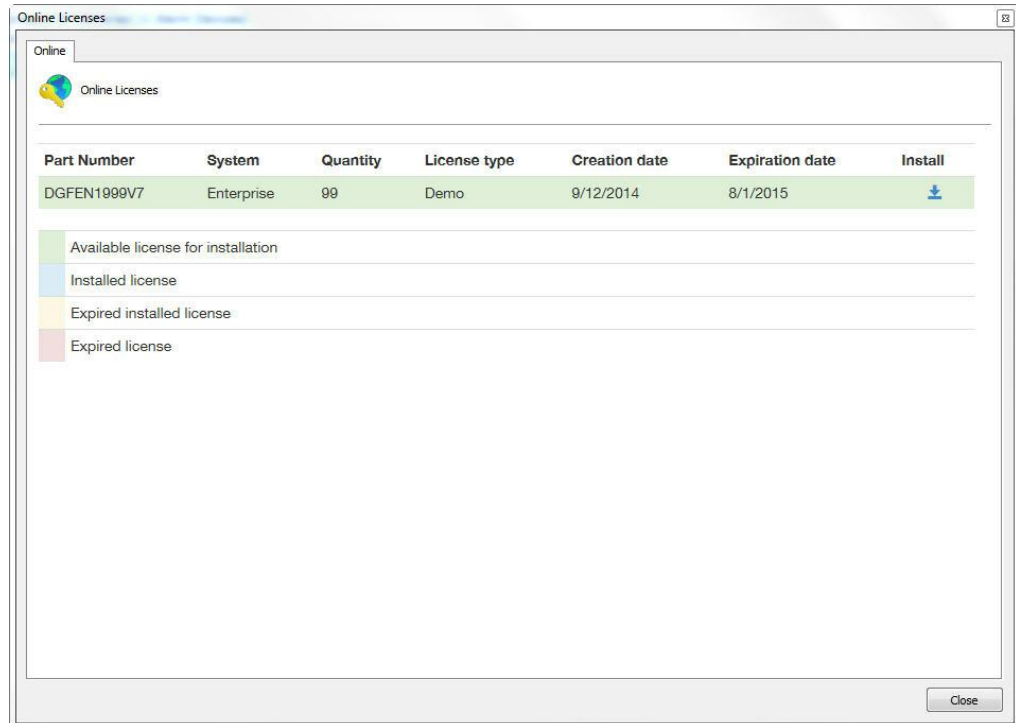 Online Licenses
Online
Online Licenses
Part Number System Quantity License type Creation date Expiration date Install
DGFEN1999V7 Enterprise 99 Demo 9/12/2014 8/1/2015
Available license for installation
Installed license
Expired installed license
Expired license
Close